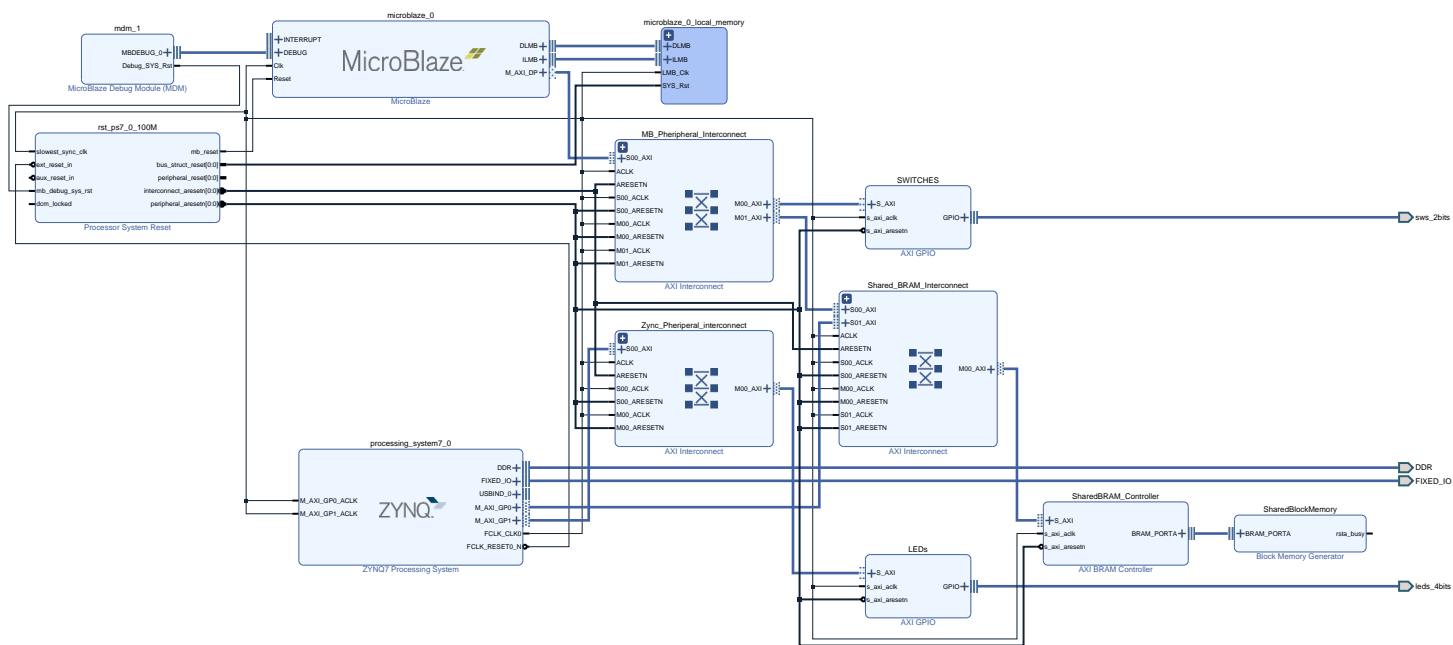 mdm_1
MBDEBUG_0
Debug_SYS_Rst
MicroBlaze Debug Module (MDM)
microblaze_0
INTERRUPT
DEBUG
Clk
Reset
MicroBlaze
DLMB
ILMB
M_AXI_DP
MicroBlaze
microblaze_0_local_memory
DLMB
ILMB
LMB_Clk
SYS_Rst
rst_ps7_0_100M
slowest_sync_clk
ext_reset_in
aux_reset_in
mb_debug_sys_rst
dcm_locked
mb_reset
bus_struct_reset[0:0]
peripheral_reset[0:0]
interconnect_aresetn[0:0]
peripheral_aresetn[0:0]
Processor System Reset
MB_Pheripheral_Interconnect
S00_AXI
ACLK
ARESETN
S00_ACLK
S00_ARESETN
M00_ACLK
M00_ARESETN
M01_ACLK
M01_ARESETN
M00_AXI
M01_AXI
AXI Interconnect
SWITCHES
S_AXI
s_axi_aclk
s_axi_aresetn
GPIO
AXI GPIO
sws_2bits
Shared_BRAM_Interconnect
S00_AXI
S01_AXI
ACLK
ARESETN
S00_ACLK
S00_ARESETN
M00_ACLK
M00_ARESETN
S01_ACLK
S01_ARESETN
M00_AXI
AXI Interconnect
Zync_Pheriperal_interconnect
S00_AXI
ACLK
ARESETN
S00_ACLK
S00_ARESETN
M00_ACLK
M00_ARESETN
M00_AXI
AXI Interconnect
processing_system7_0
M_AXI_GP0_ACLK
M_AXI_GP1_ACLK
ZYNQ
DDR
FIXED_IO
USBIND_0
M_AXI_GP0
M_AXI_GP1
FCLK_CLK0
FCLK_RESET0_N
ZYNQ7 Processing System
DDR
FIXED_IO
SharedBRAM_Controller
S_AXI
s_axi_aclk
s_axi_aresetn
BRAM_PORTA
AXI BRAM Controller
SharedBlockMemory
BRAM_PORTA
rsta_busy
Block Memory Generator
LEDs
S_AXI
s_axi_aclk
s_axi_aresetn
GPIO
AXI GPIO
leds_4bits